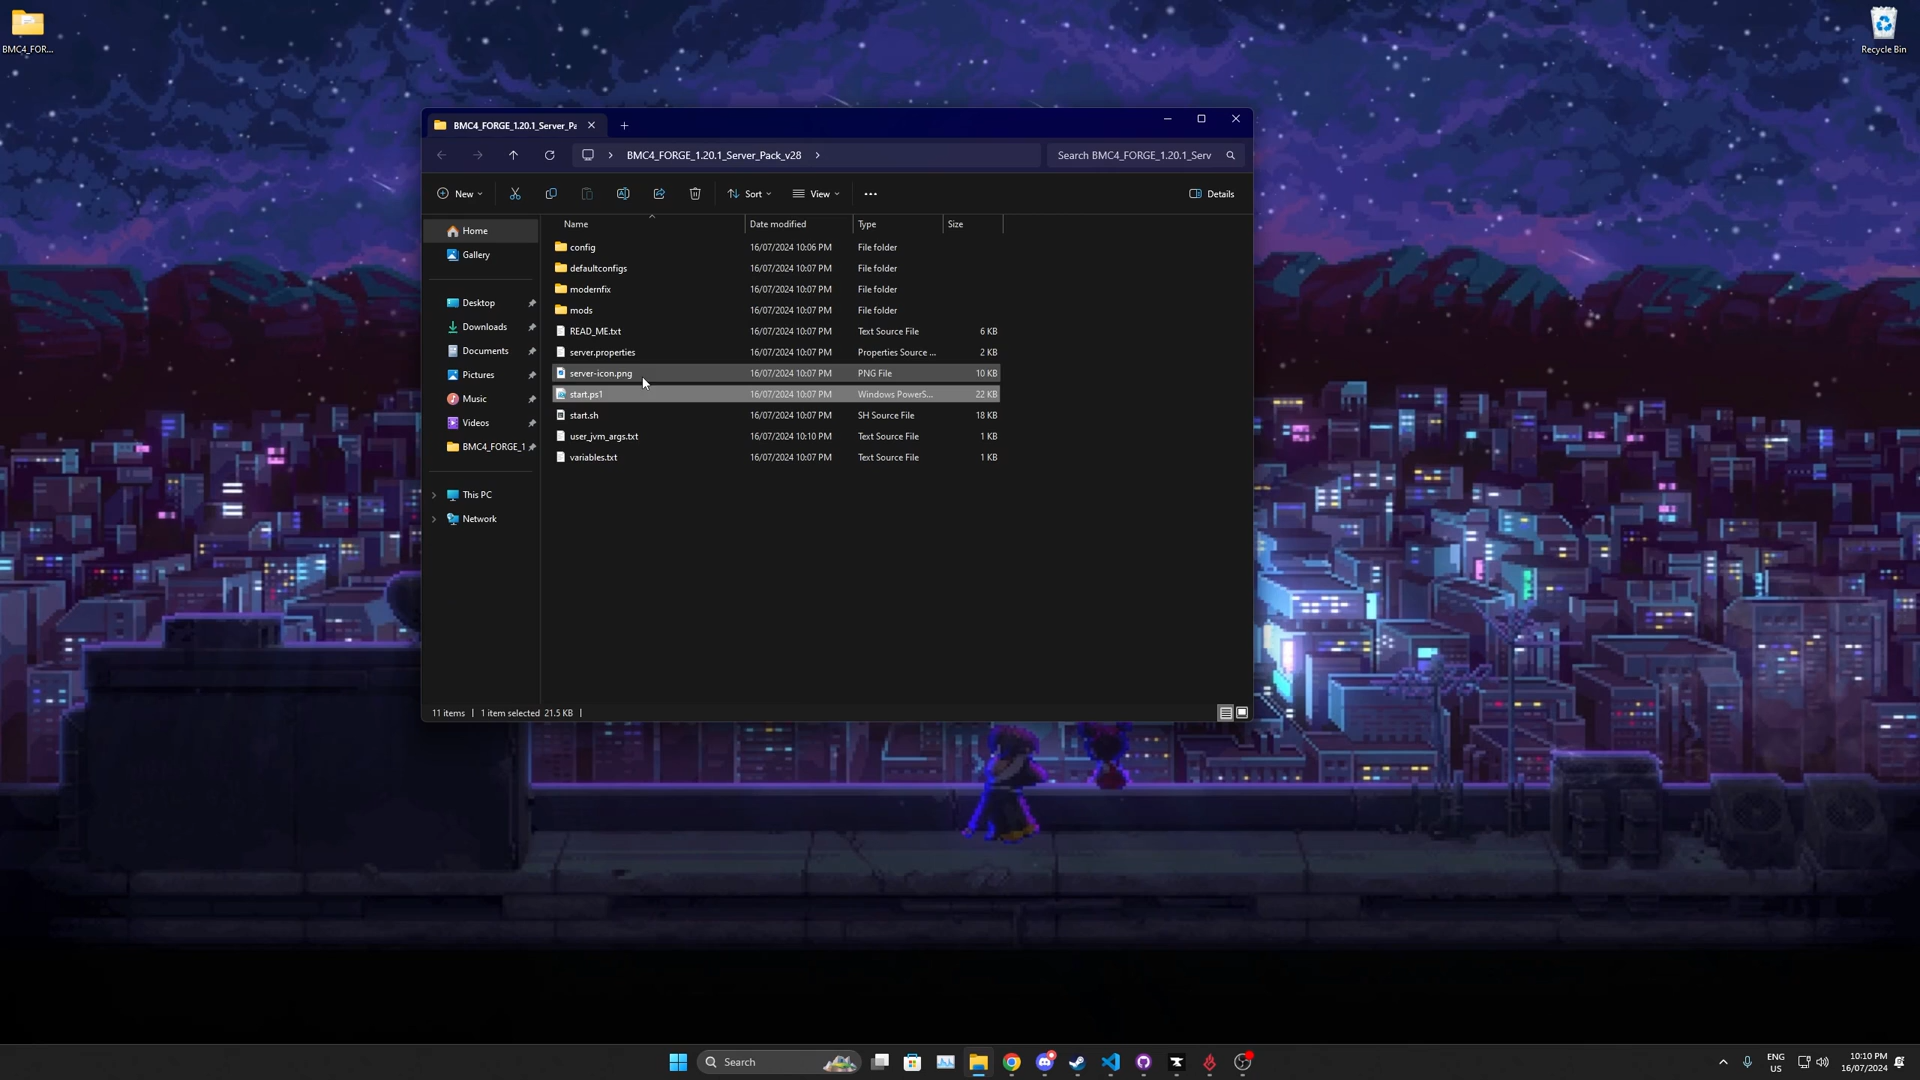 BMC4_FOR...
Recycle Bin
BMC4_FORGE_1.20.1_Server_Pa
BMC4_FORGE_1.20.1_Server_Pack_v28
Search BMC4_FORGE_1.20.1_Serv
New
Sort
View
Details
Name Date modified Type Size
Home
Gallery
Desktop
Downloads
Documents
Pictures
Music
Videos
BMC4_FORGE_1
This PC
Network
config 16/07/2024 10:06 PM File folder
defaultconfigs 16/07/2024 10:07 PM File folder
modernfix 16/07/2024 10:07 PM File folder
mods 16/07/2024 10:07 PM File folder
READ_ME.txt 16/07/2024 10:07 PM Text Source File 6 KB
server.properties 16/07/2024 10:07 PM Properties Source ... 2 KB
server-icon.png 16/07/2024 10:07 PM PNG File 10 KB
start.ps1 16/07/2024 10:07 PM Windows PowerS... 22 KB
start.sh 16/07/2024 10:07 PM SH Source File 18 KB
user_jvm_args.txt 16/07/2024 10:10 PM Text Source File 1 KB
variables.txt 16/07/2024 10:07 PM Text Source File 1 KB
11 items 1 item selected 21.5 KB
Search
ENG
US
10:10 PM
16/07/2024